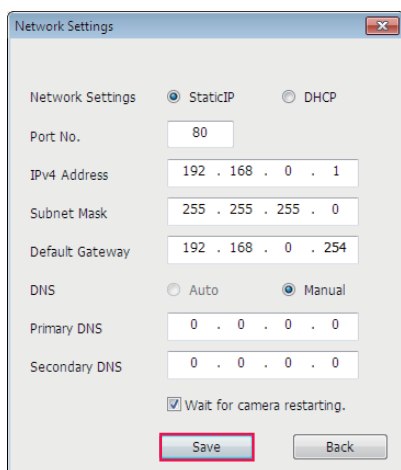 Network Settings
Network Settings StaticIP DHCP
Port No. 80
IPv4 Address 192 . 168 . 0 . 1
Subnet Mask 255 . 255 . 255 . 0
Default Gateway 192 . 168 . 0 . 254
DNS Auto Manual
Primary DNS 0 . 0 . 0 . 0
Secondary DNS 0 . 0 . 0 . 0
Wait for camera restarting.
Save Back